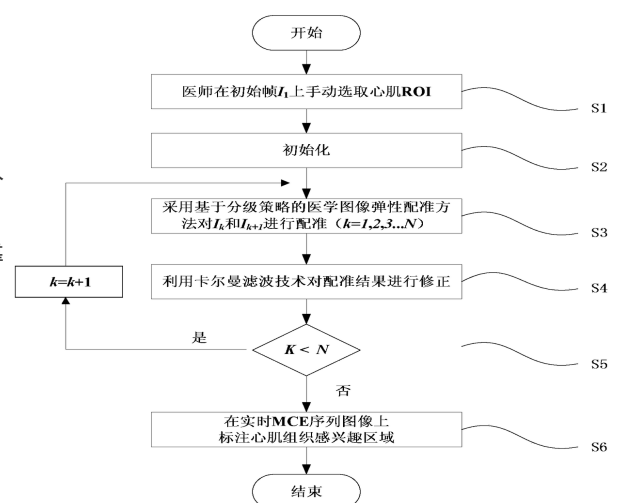 开始
医师在初始帧I₁上手动选取心肌ROI
S1
初始化
S2
采用基于分级策略的医学图像弹性配准方
法对Iₖ和Iₖ₊₁进行配准（k=1,2,3...N）
S3
k=k+1
利用卡尔曼滤波技术对配准结果进行修正
S4
是
K < N
S5
否
在实时MCE序列图像上
标注心肌组织感兴趣区域
S6
结束